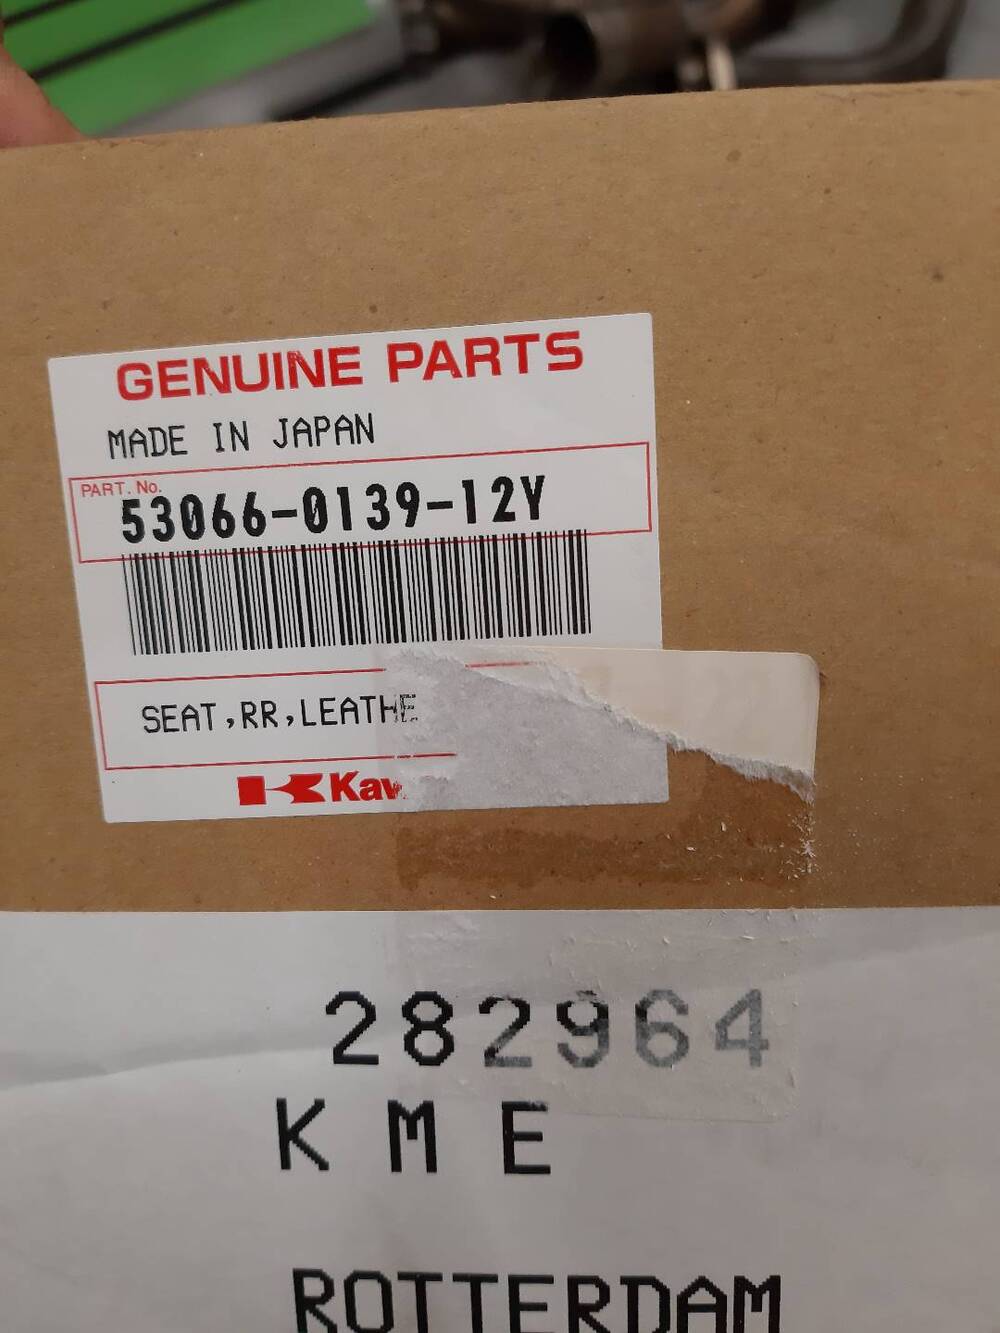 GENUINE PARTS
MADE IN JAPAN
PART. No.
53066-0139-12Y
SEAT,RR,LEATHE
Kaw
282964
K M E
ROTTERDAM